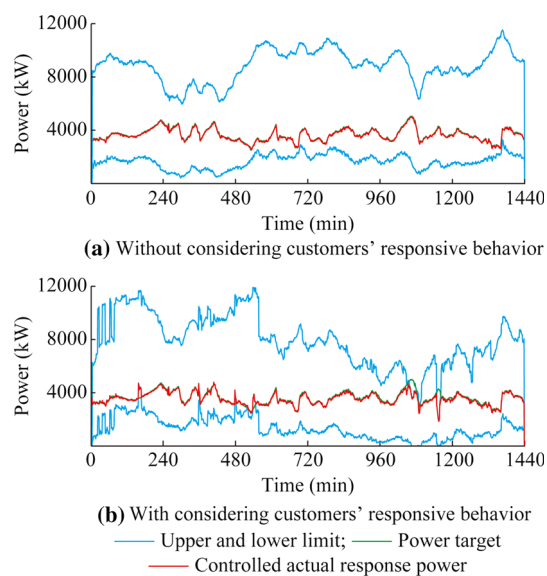 12000
8000
4000
Power (kW)
0 240 480 720 960 1200 1440
Time (min)
(a) Without considering customers' responsive behavior
12000
8000
4000
Power (kW)
0 240 480 720 960 1200 1440
Time (min)
(b) With considering customers' responsive behavior
Upper and lower limit; Power target
Controlled actual response power